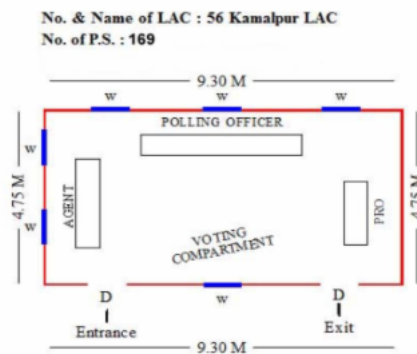 No. & Name of LAC : 56 Kamalpur LAC
No. of P.S. : 169
9.30 M
W W W
POLLING OFFICER
W
4.75 M
AGENT
PRO
4.75 M
W
VOTING
COMPARTMENT
D
W
D
Entrance
Exit
9.30 M